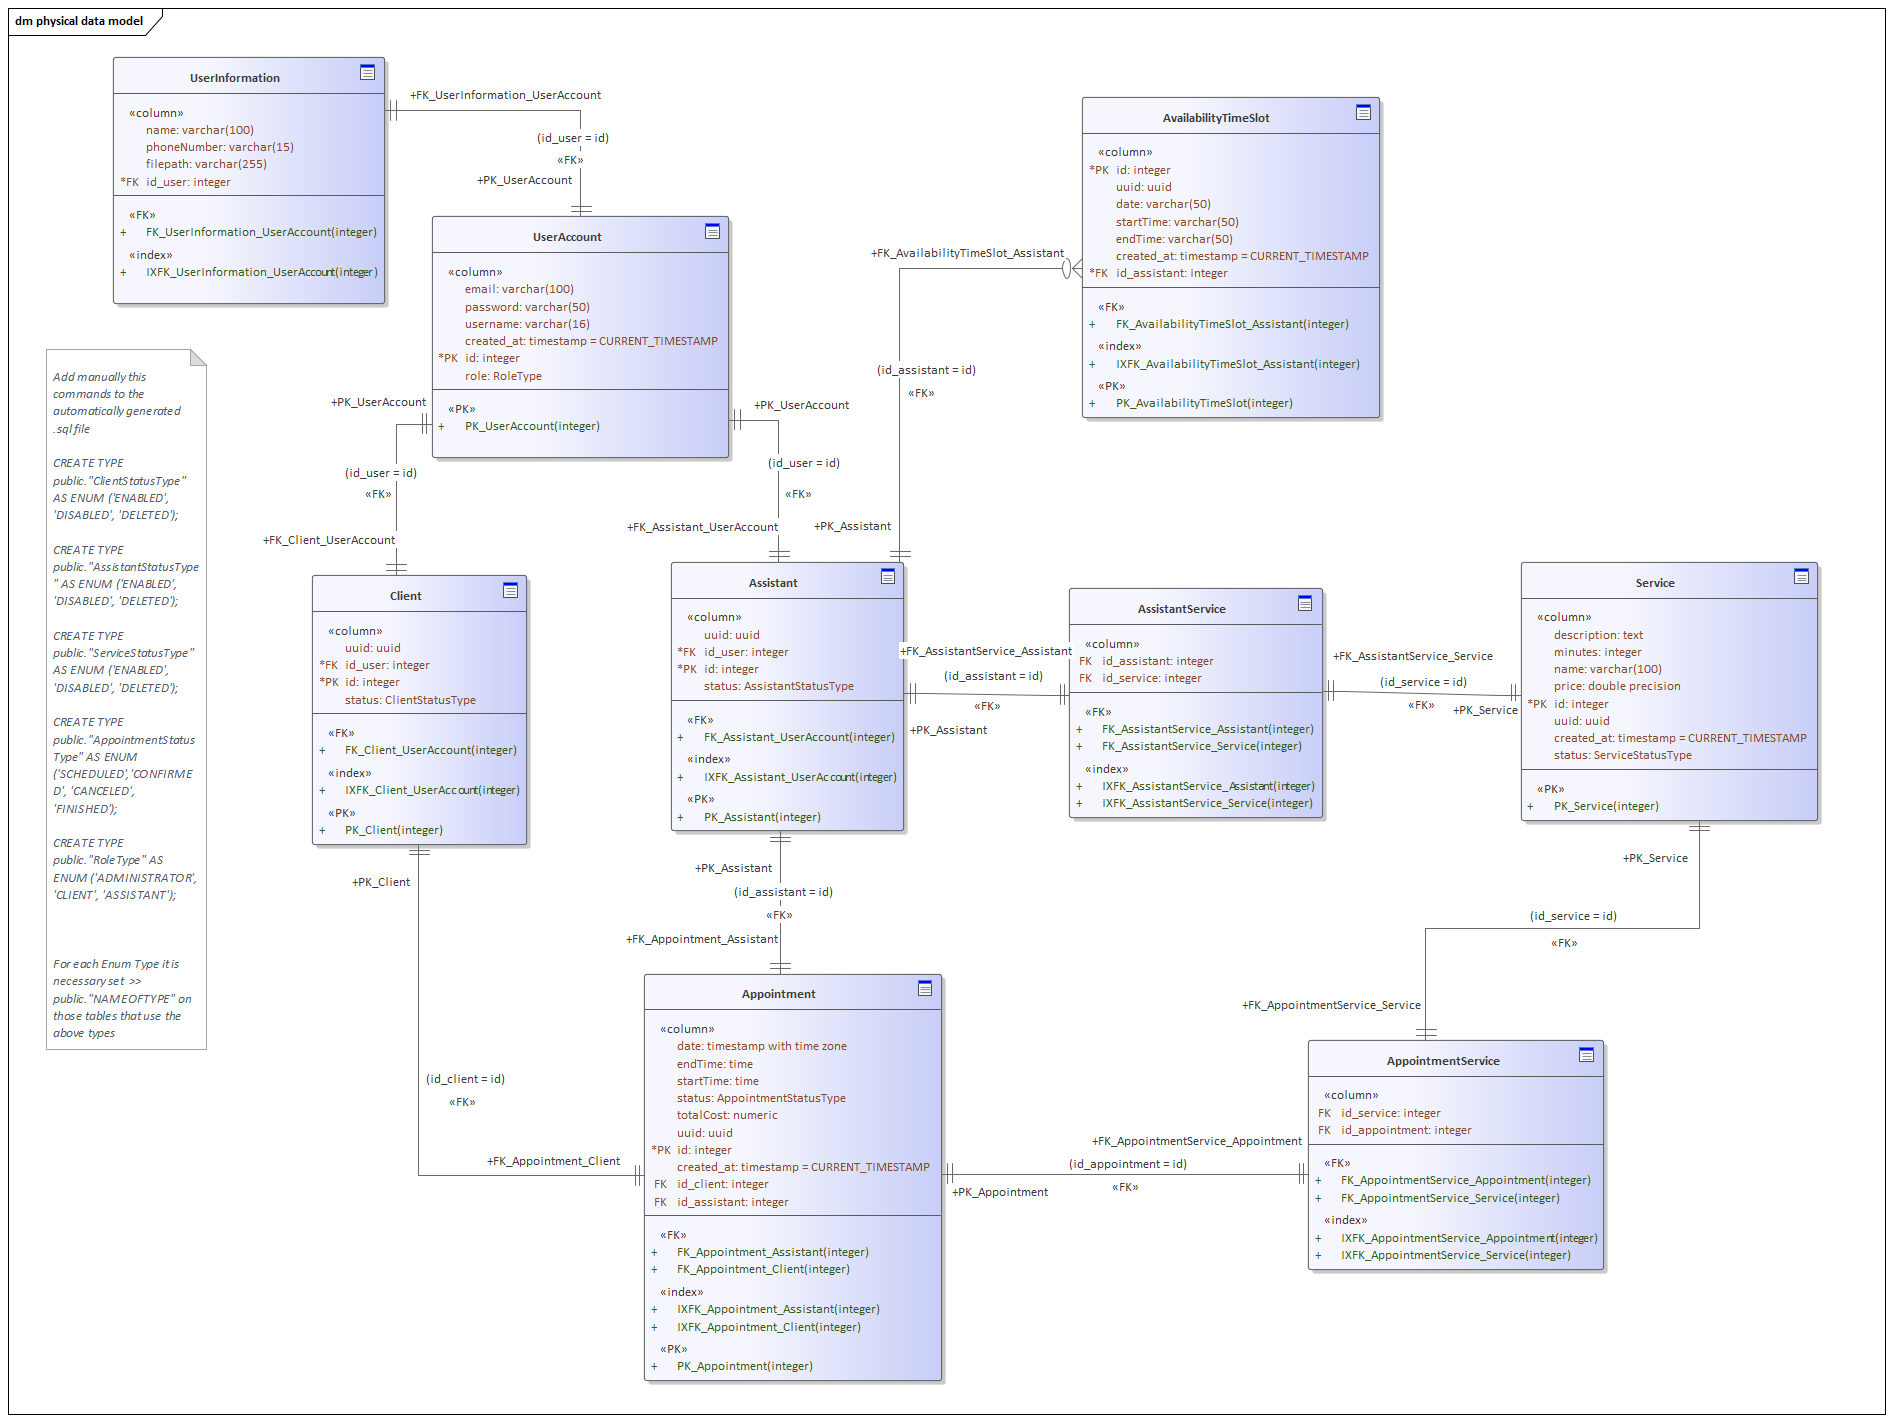 dm physical data model
UserInformation
«column»
name: varchar(100)
phoneNumber: varchar(15)
filepath: varchar(255)
*FK id_user: integer
«FK»
+ FK_UserInformation_UserAccount(integer)
«index»
+ IXFK_UserInformation_UserAccount(integer)
+FK_UserInformation_UserAccount
(id_user = id)
«FK»
+PK_UserAccount
UserAccount
«column»
email: varchar(100)
password: varchar(50)
username: varchar(16)
created_at: timestamp = CURRENT_TIMESTAMP
*PK id: integer
role: RoleType
«PK»
+ PK_UserAccount(integer)
AvailabilityTimeSlot
«column»
*PK id: integer
uuid: uuid
date: varchar(50)
startTime: varchar(50)
endTime: varchar(50)
created_at: timestamp = CURRENT_TIMESTAMP
*FK id_assistant: integer
«FK»
+ FK_AvailabilityTimeSlot_Assistant(integer)
«index»
+ IXFK_AvailabilityTimeSlot_Assistant(integer)
«PK»
+ PK_AvailabilityTimeSlot(integer)
+FK_AvailabilityTimeSlot_Assistant
(id_assistant = id)
«FK»
+PK_Assistant
Add manually this
commands to the
automatically generated
.sql file
CREATE TYPE
public."ClientStatusType"
AS ENUM ('ENABLED',
'DISABLED', 'DELETED');
CREATE TYPE
public."AssistantStatusType
" AS ENUM ('ENABLED',
'DISABLED', 'DELETED');
CREATE TYPE
public."ServiceStatusType"
AS ENUM ('ENABLED',
'DISABLED', 'DELETED');
CREATE TYPE
public."AppointmentStatus
Type" AS ENUM
('SCHEDULED','CONFIRME
D', 'CANCELED',
'FINISHED');
CREATE TYPE
public."RoleType" AS
ENUM ('ADMINISTRATOR',
'CLIENT', 'ASSISTANT');
For each Enum Type it is
necessary set >>
public."NAMEOFTYPE" on
those tables that use the
above types
+PK_UserAccount
(id_user = id)
«FK»
+FK_Client_UserAccount
+PK_UserAccount
(id_user = id)
«FK»
+FK_Assistant_UserAccount
Client
«column»
uuid: uuid
*FK id_user: integer
*PK id: integer
status: ClientStatusType
«FK»
+ FK_Client_UserAccount(integer)
«index»
+ IXFK_Client_UserAccount(integer)
«PK»
+ PK_Client(integer)
Assistant
«column»
uuid: uuid
*FK id_user: integer
*PK id: integer
status: AssistantStatusType
«FK»
+ FK_Assistant_UserAccount(integer)
«index»
+ IXFK_Assistant_UserAccount(integer)
«PK»
+ PK_Assistant(integer)
+FK_AssistantService_Assistant
(id_assistant = id)
«FK»
+PK_Assistant
AssistantService
«column»
FK id_assistant: integer
FK id_service: integer
«FK»
+ FK_AssistantService_Assistant(integer)
+ FK_AssistantService_Service(integer)
«index»
+ IXFK_AssistantService_Assistant(integer)
+ IXFK_AssistantService_Service(integer)
+FK_AssistantService_Service
(id_service = id)
«FK»
+PK_Service
Service
«column»
description: text
minutes: integer
name: varchar(100)
price: double precision
*PK id: integer
uuid: uuid
created_at: timestamp = CURRENT_TIMESTAMP
status: ServiceStatusType
«PK»
+ PK_Service(integer)
+PK_Client
(id_client = id)
«FK»
+FK_Appointment_Client
+PK_Assistant
(id_assistant = id)
«FK»
+FK_Appointment_Assistant
+PK_Service
(id_service = id)
«FK»
+FK_AppointmentService_Service
Appointment
«column»
date: timestamp with time zone
endTime: time
startTime: time
status: AppointmentStatusType
totalCost: numeric
uuid: uuid
*PK id: integer
created_at: timestamp = CURRENT_TIMESTAMP
FK id_client: integer
FK id_assistant: integer
«FK»
+ FK_Appointment_Assistant(integer)
+ FK_Appointment_Client(integer)
«index»
+ IXFK_Appointment_Assistant(integer)
+ IXFK_Appointment_Client(integer)
«PK»
+ PK_Appointment(integer)
+FK_AppointmentService_Appointment
(id_appointment = id)
«FK»
+PK_Appointment
AppointmentService
«column»
FK id_service: integer
FK id_appointment: integer
«FK»
+ FK_AppointmentService_Appointment(integer)
+ FK_AppointmentService_Service(integer)
«index»
+ IXFK_AppointmentService_Appointment(integer)
+ IXFK_AppointmentService_Service(integer)